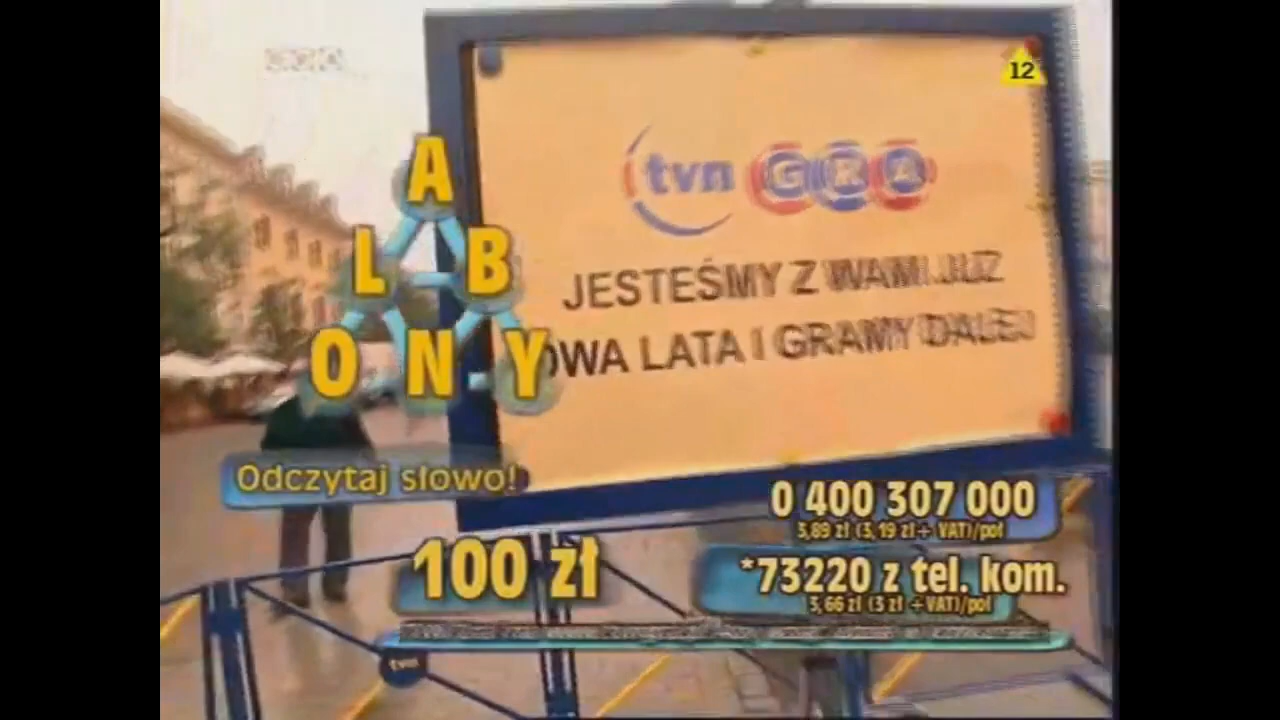 12
tvn GRA
JESTEŚMY Z WAMI JUŻ
DWA LATA I GRAMY DALEJ
A
L B
O N Y
Odczytaj słowo!
0 400 307 000
3,89 zł (3,19 zł + VAT)/poł
100 zł
*73220 z tel. kom.
3,66 zł (3 zł +VAT)/poł
tvn